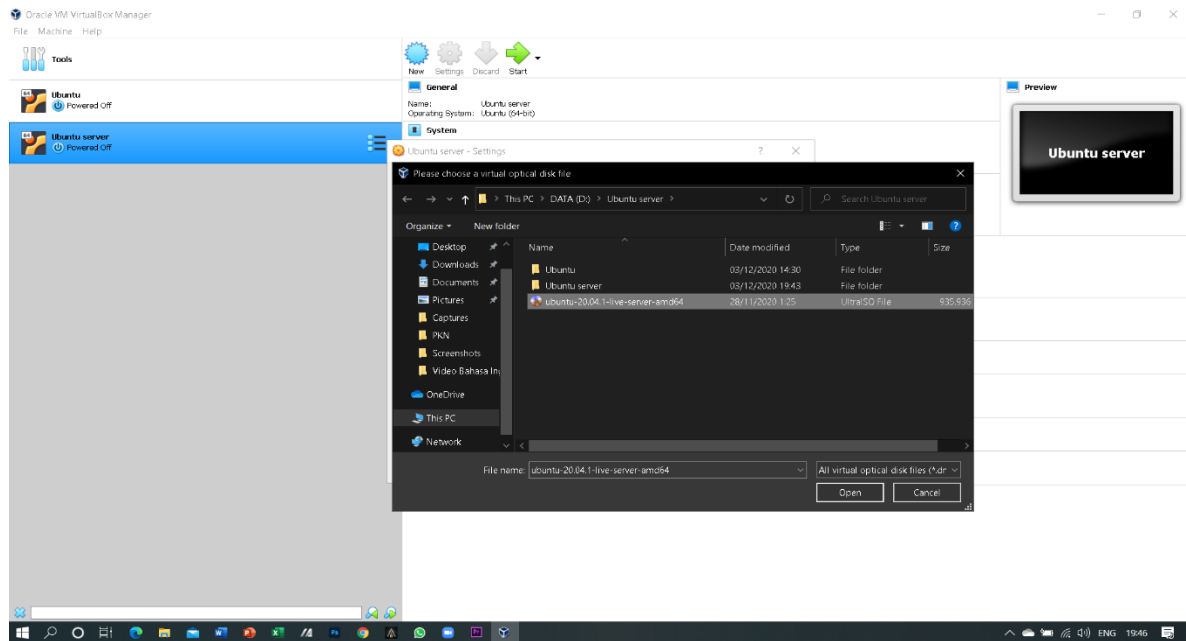 Oracle VM VirtualBox Manager
File Machine Help
Tools
New Settings Discard Start
Ubuntu
Powered Off
Ubuntu server
Powered Off
General
Name: Ubuntu server
Operating System: Ubuntu (64-bit)
System
Preview
Ubuntu server
Ubuntu server - Settings
Please choose a virtual optical disk file
This PC > DATA (D:) > Ubuntu server >
Search Ubuntu server
Organize New folder
Desktop
Downloads
Documents
Pictures
Captures
PKN
Screenshots
Video Bahasa
OneDrive
This PC
Network
Name Date modified Type Size
Ubuntu 03/12/2020 14:30 File folder
Ubuntu server 03/12/2020 19:43 File folder
ubuntu-20.04.1-live-server-amd64 28/11/2020 1:25 UltraISO File 935.936
File name: ubuntu-20.04.1-live-server-amd64 All virtual optical disk files (*.dr
Open Cancel
ENG 19:46